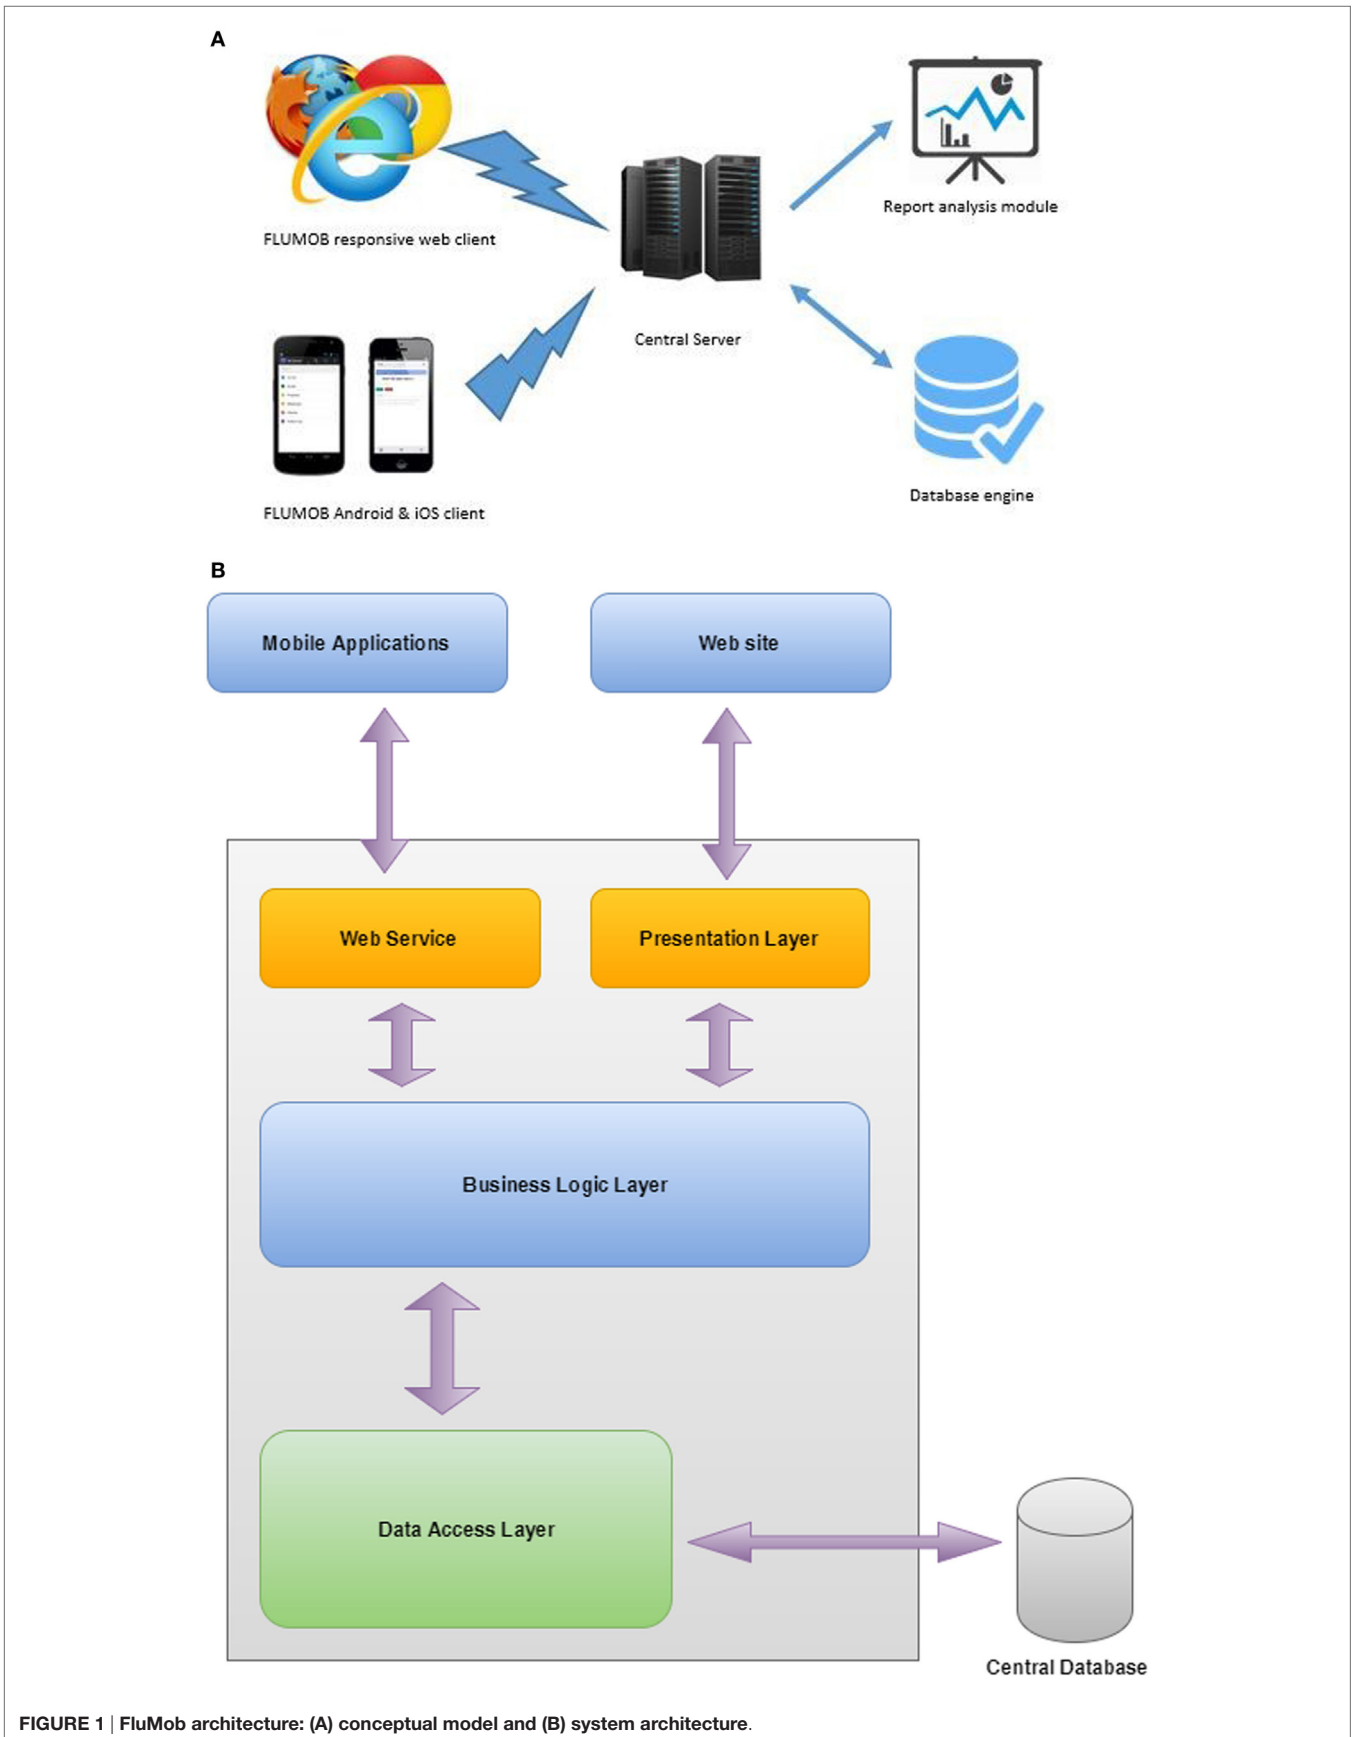 A
FLUMOB responsive web client
Report analysis module
Central Server
FLUMOB Android & iOS client
Database engine
B
Mobile Applications
Web site
Web Service
Presentation Layer
Business Logic Layer
Data Access Layer
Central Database
FIGURE 1 | FluMob architecture: (A) conceptual model and (B) system architecture.